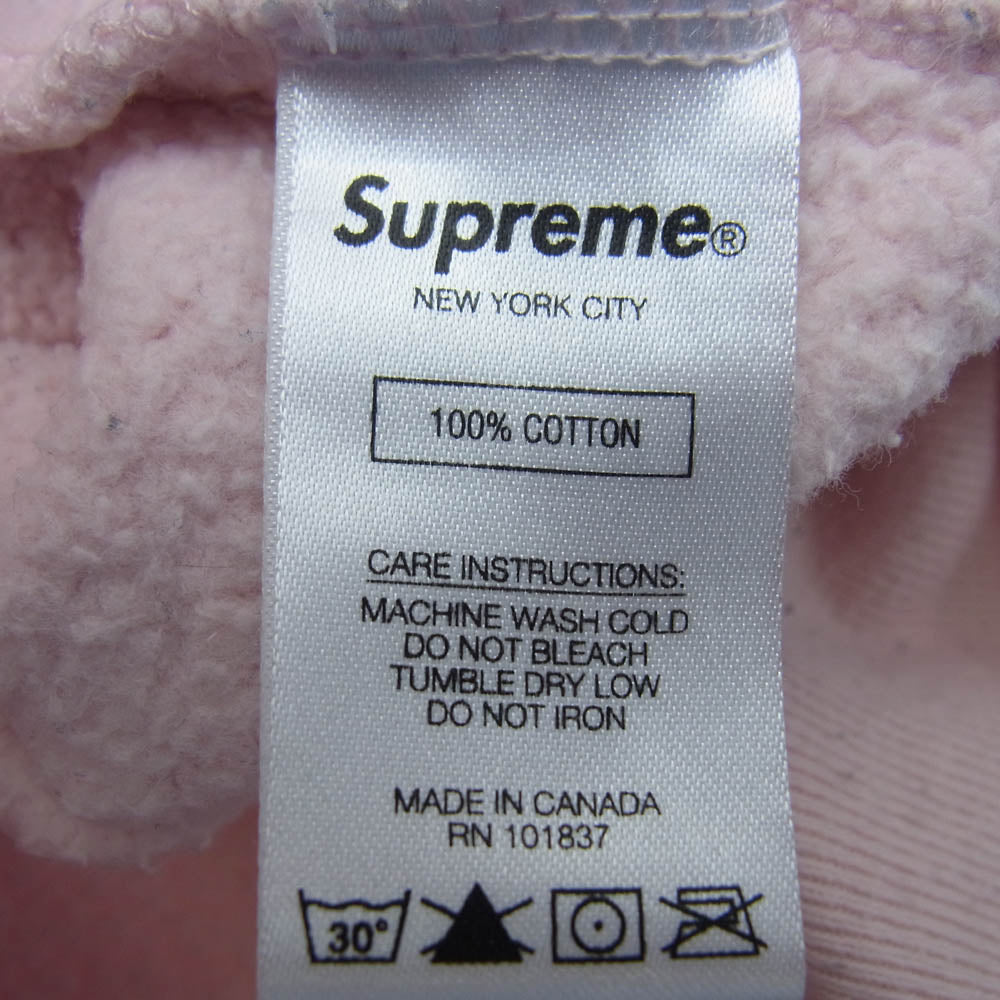 Supreme®
NEW YORK CITY
100% COTTON
CARE INSTRUCTIONS:
MACHINE WASH COLD
DO NOT BLEACH
TUMBLE DRY LOW
DO NOT IRON
MADE IN CANADA
RN 101837
30°